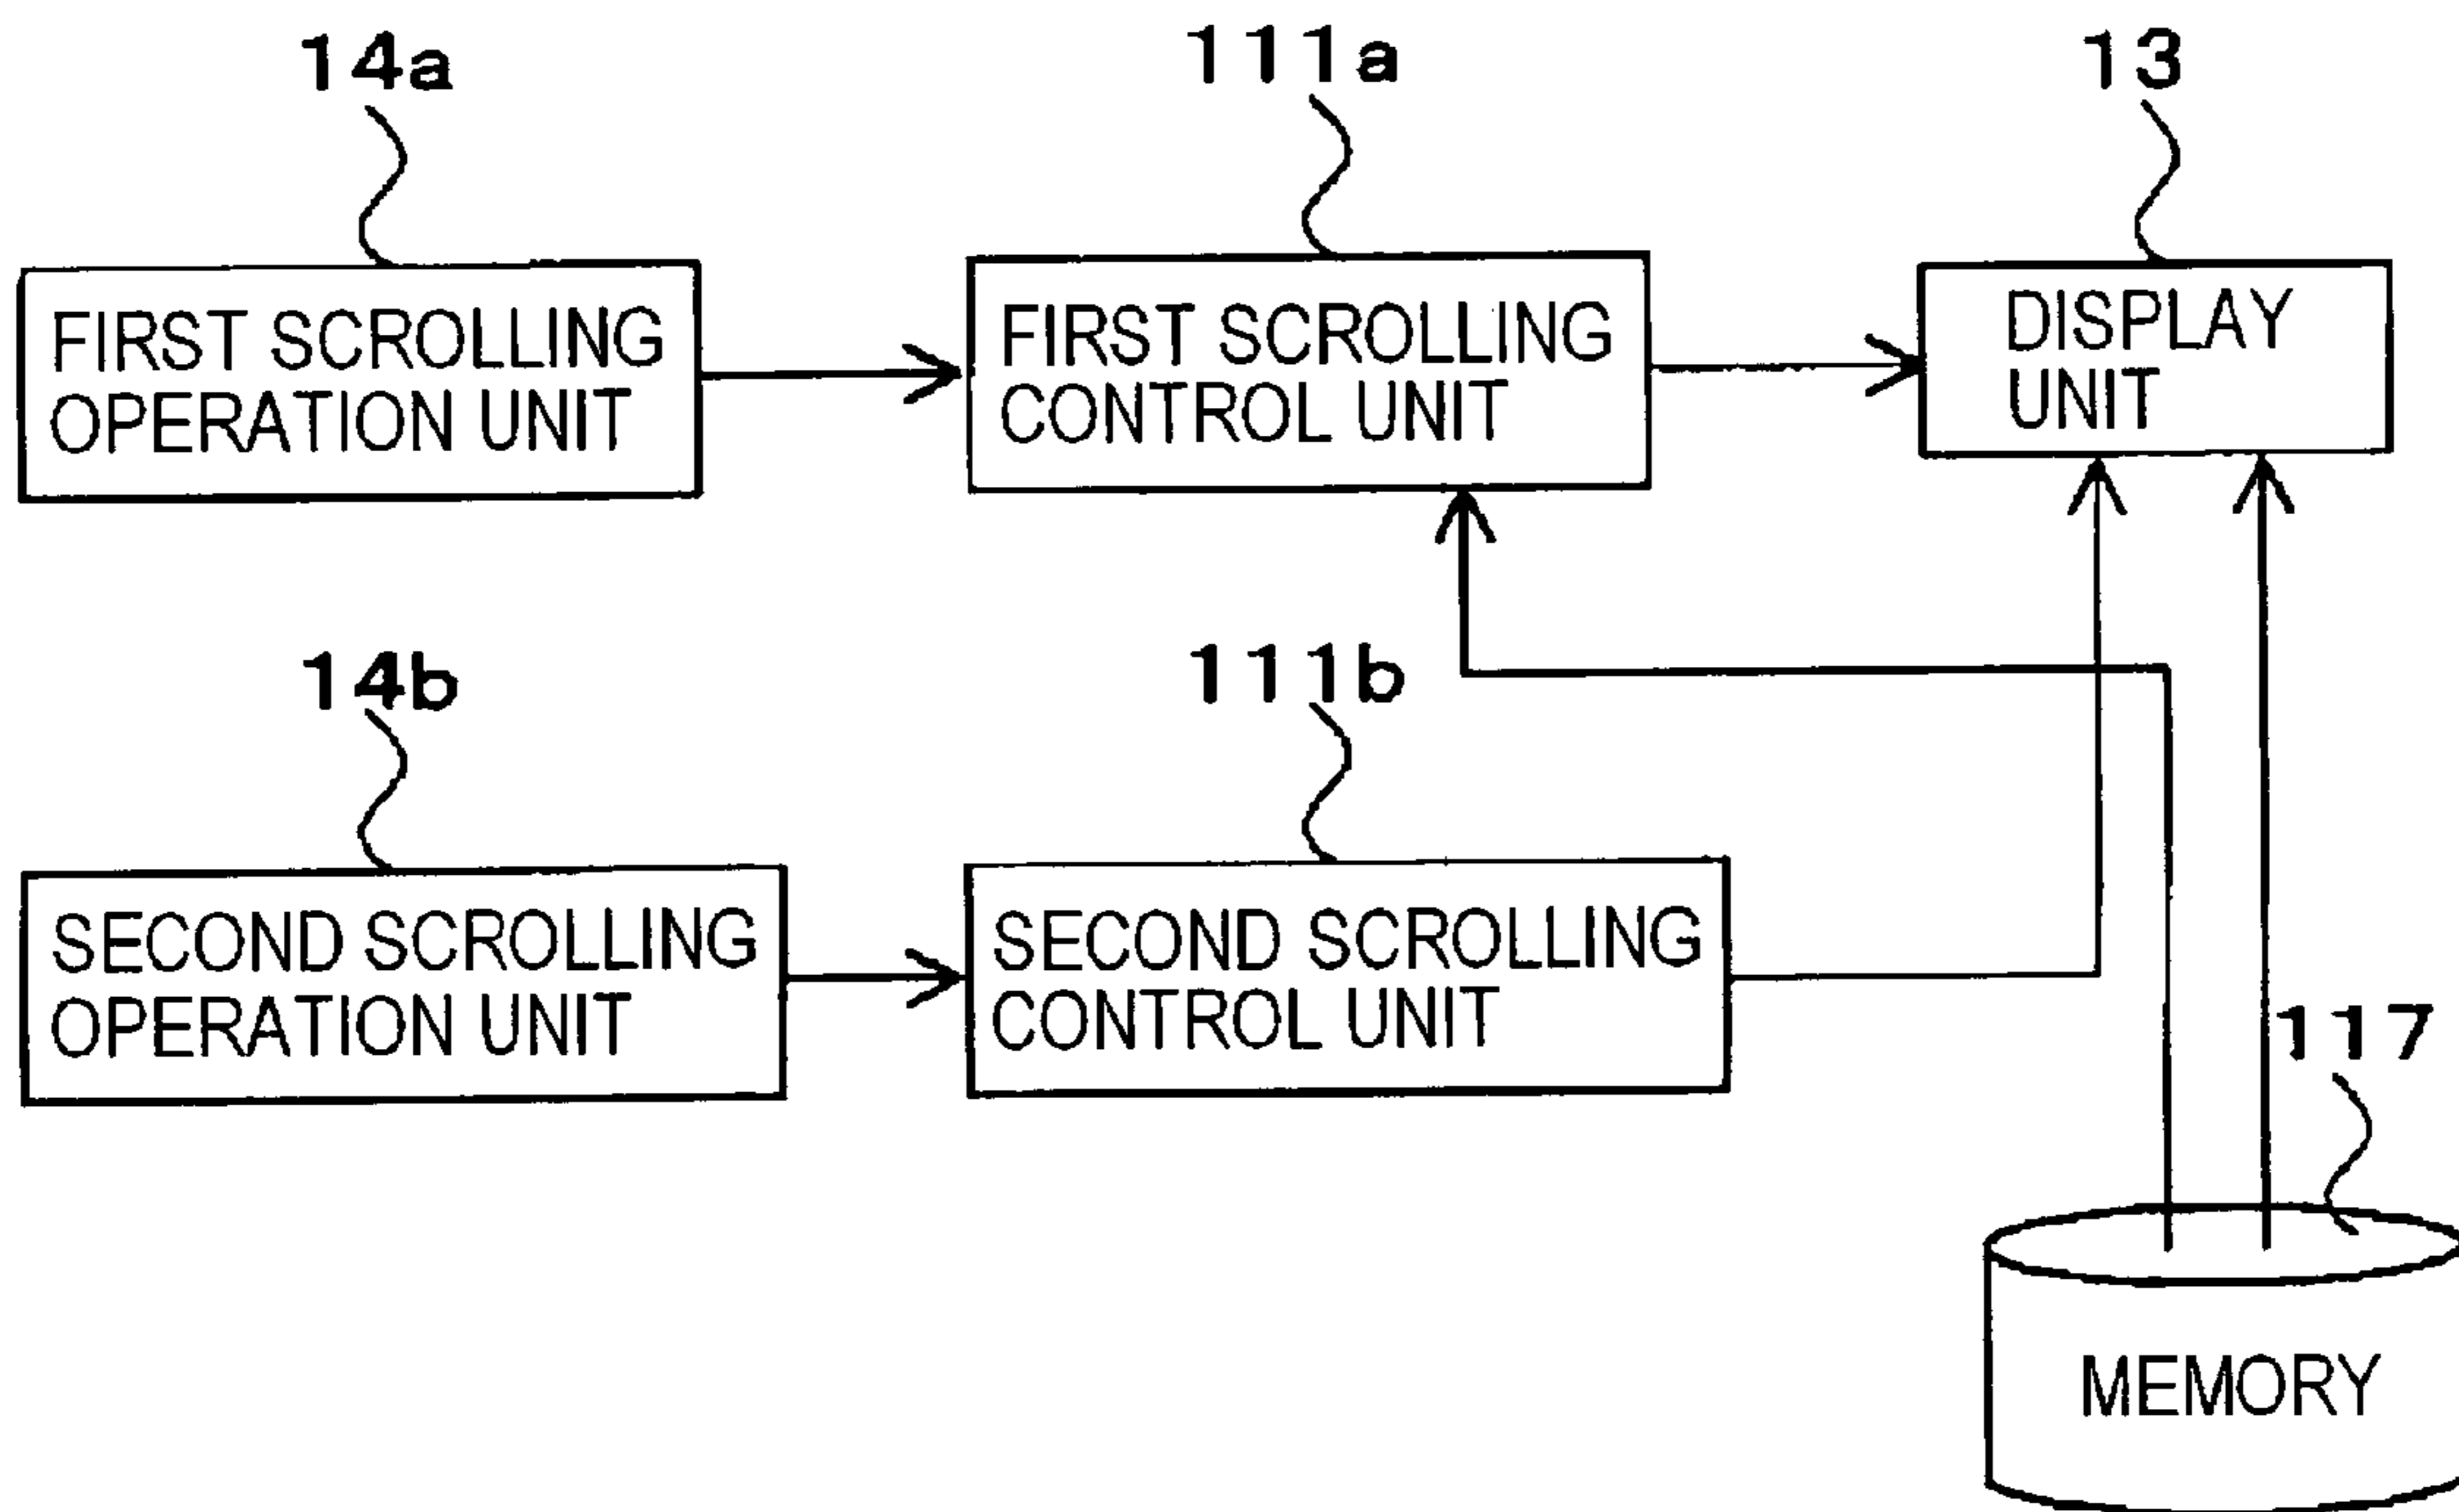 14a
111a
13
FIRST SCROLLING
OPERATION UNIT
FIRST SCROLLING
CONTROL UNIT
DISPLAY
UNIT
14b
111b
SECOND SCROLLING
OPERATION UNIT
SECOND SCROLLING
CONTROL UNIT
117
MEMORY